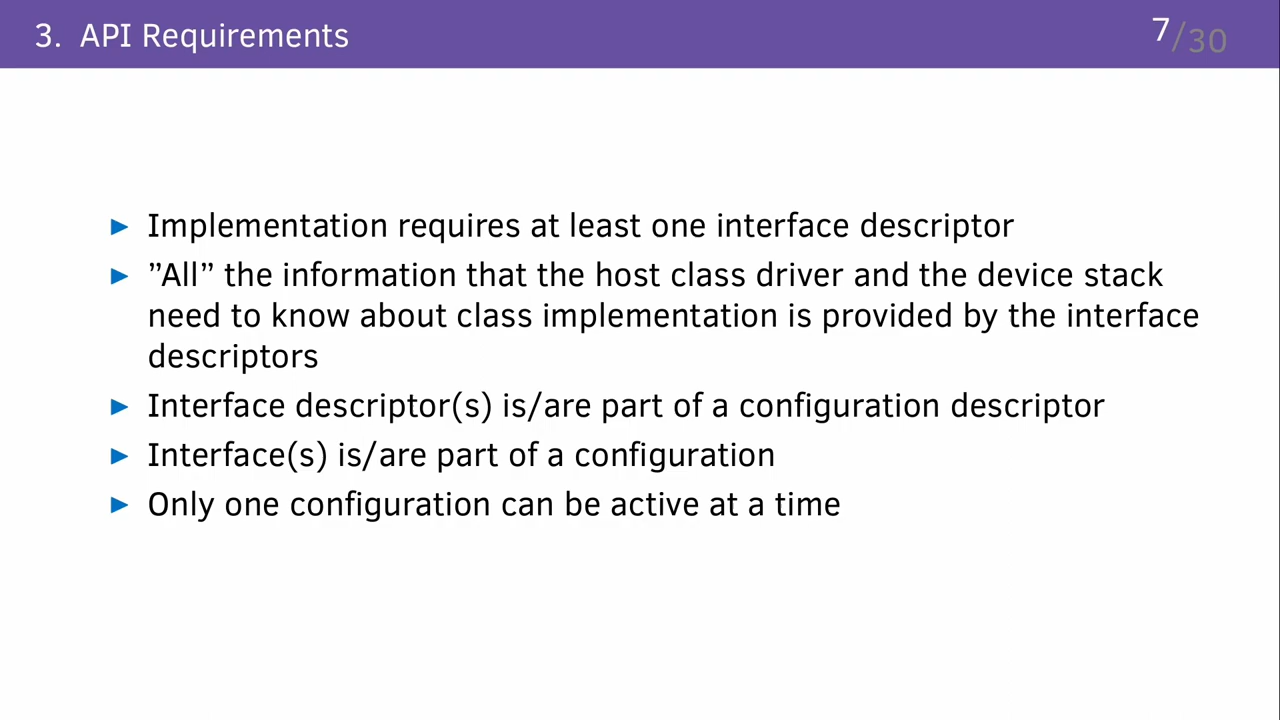 3. API Requirements
7/30
► Implementation requires at least one interface descriptor
► ”All” the information that the host class driver and the device stack
need to know about class implementation is provided by the interface
descriptors
► Interface descriptor(s) is/are part of a configuration descriptor
► Interface(s) is/are part of a configuration
► Only one configuration can be active at a time